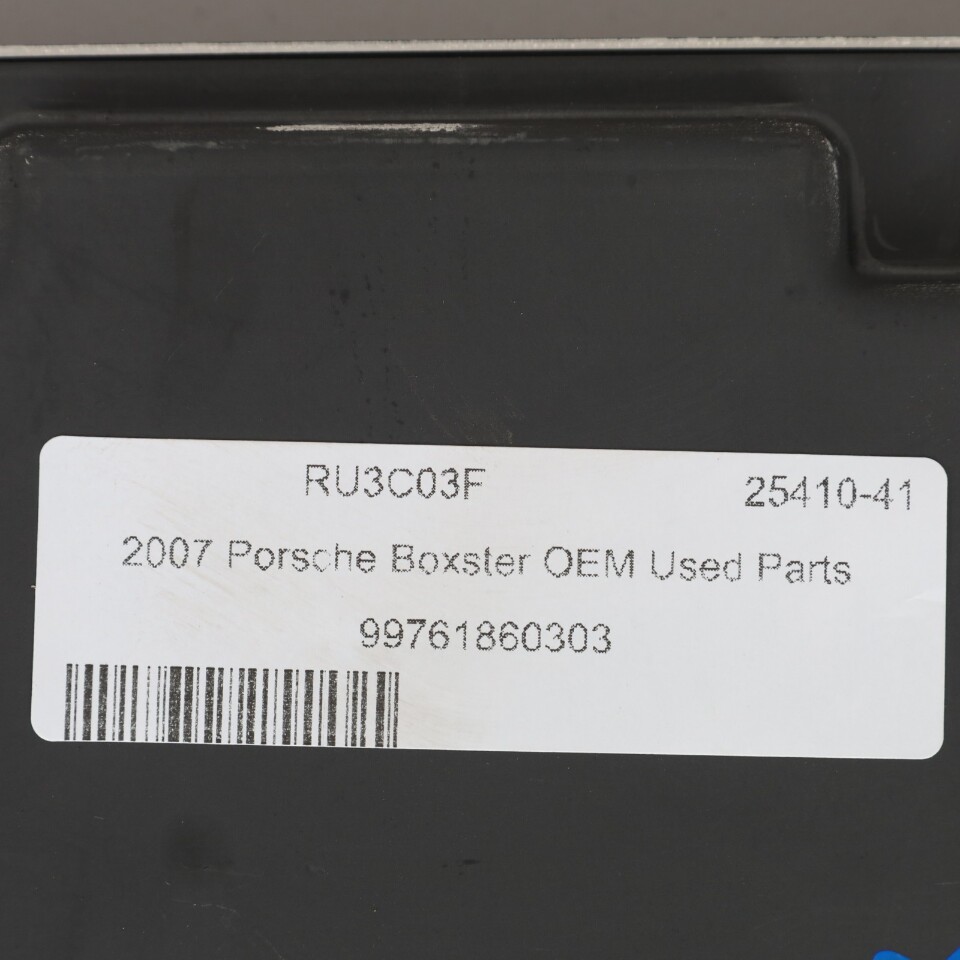 RU3C03F 25410-41
2007 Porsche Boxster OEM Used Parts
99761860303